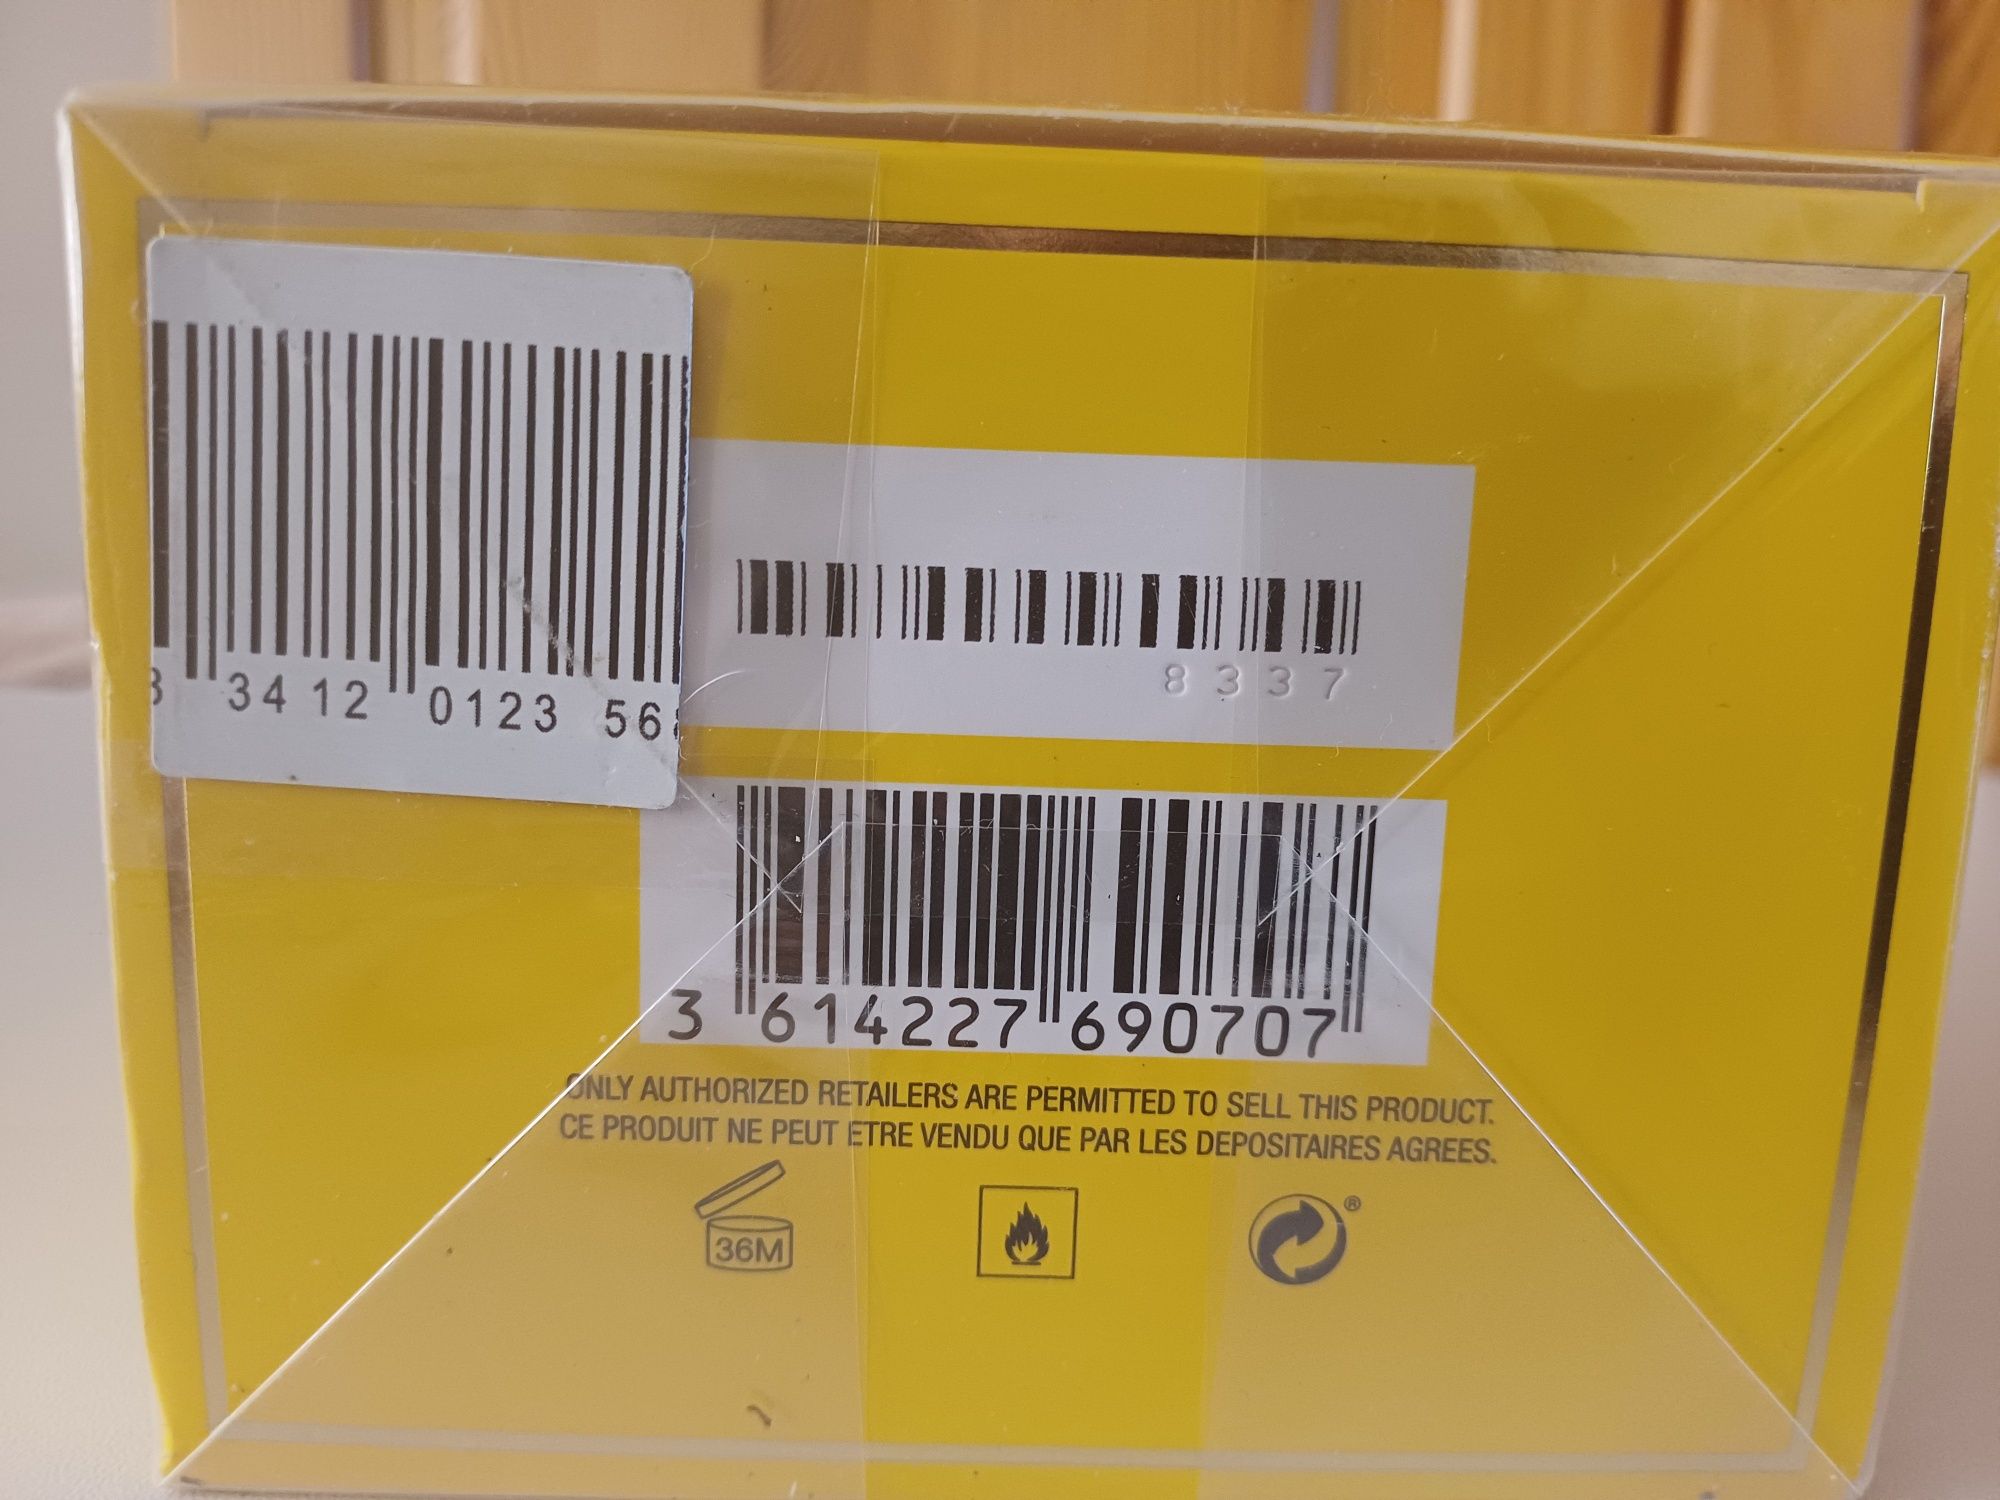 3412 0123 56
8337
3 614227 690707
ONLY AUTHORIZED RETAILERS ARE PERMITTED TO SELL THIS PRODUCT.
CE PRODUIT NE PEUT ETRE VENDU QUE PAR LES DEPOSITAIRES AGREES.
36M
®